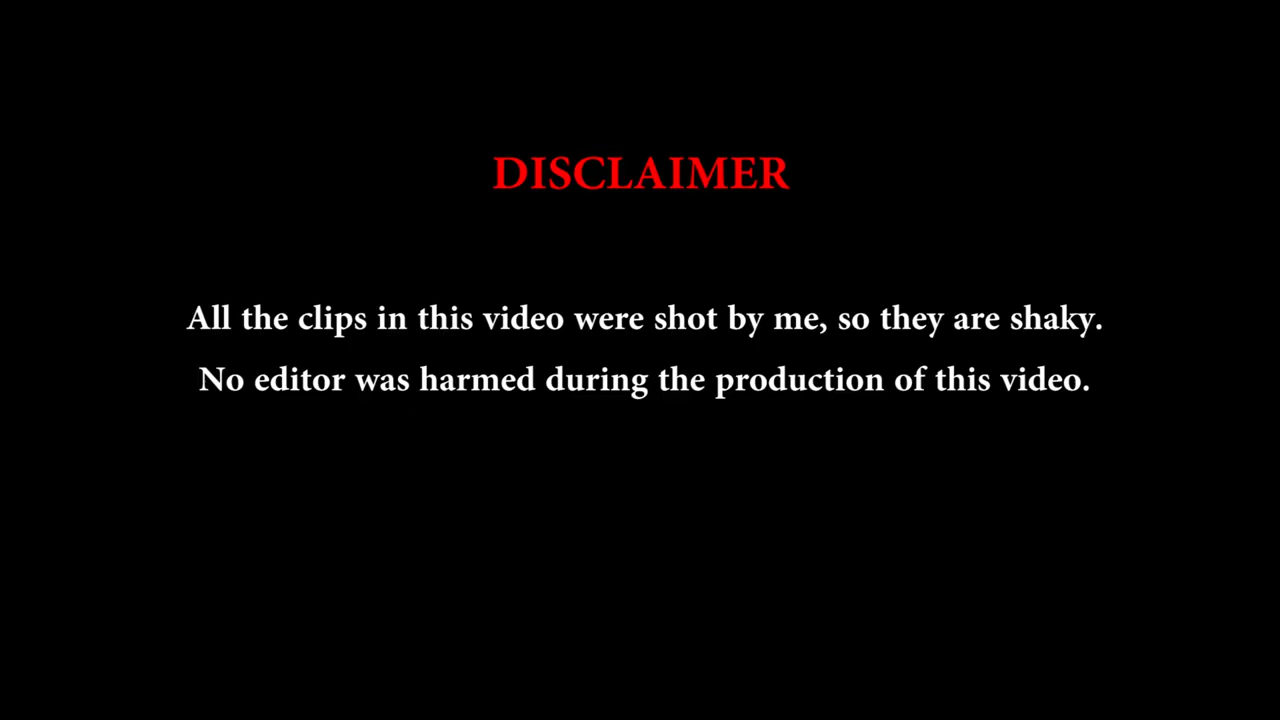 DISCLAIMER
All the clips in this video were shot by me, so they are shaky.
No editor was harmed during the production of this video.